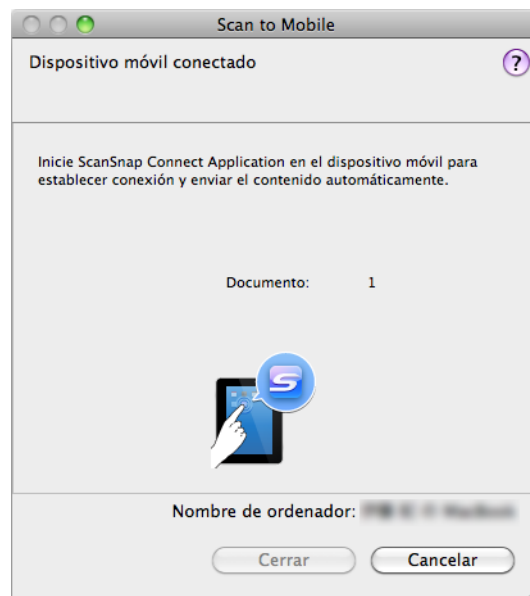 Scan to Mobile
Dispositivo móvil conectado
?
Inicie ScanSnap Connect Application en el dispositivo móvil para
establecer conexión y enviar el contenido automáticamente.
Documento: 1
S
Nombre de ordenador:
Cerrar Cancelar